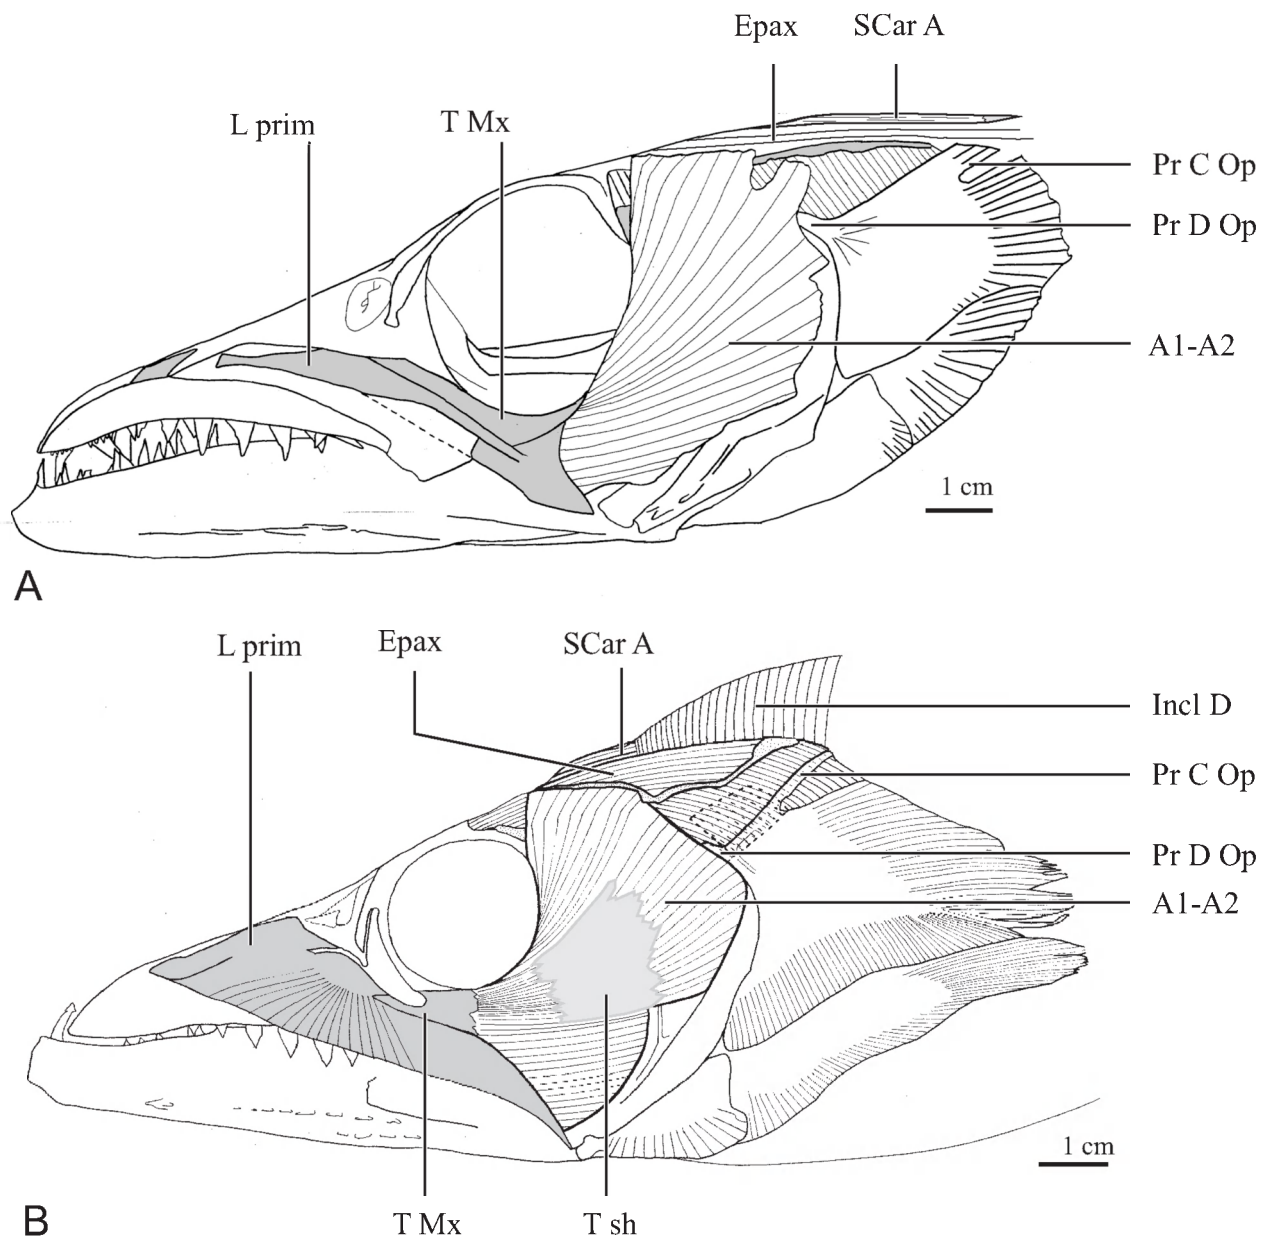 Epax SCar A
L prim T Mx
Pr C Op
Pr D Op
A1-A2
1 cm
A
L prim Epax SCar A
Incl D
Pr C Op
Pr D Op
A1-A2
1 cm
B
T Mx T sh